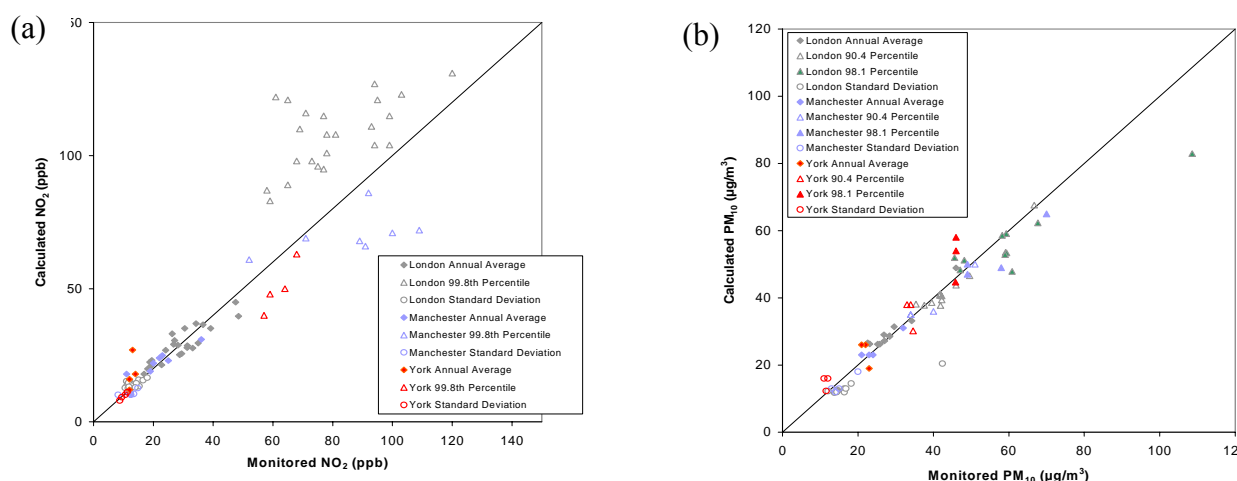 (a)
50
100
50
0
0
20
40
60
80
100
120
140
Calculated NO₂ (ppb)
Monitored NO₂ (ppb)
London Annual Average
London 99.8th Percentile
London Standard Deviation
Manchester Annual Average
Manchester 99.8th Percentile
Manchester Standard Deviation
York Annual Average
York 99.8th Percentile
York Standard Deviation
(b)
120
100
80
60
40
20
0
0
20
40
60
80
100
12
Calculated PM₁₀ (µg/m³)
Monitored PM₁₀ (µg/m³)
London Annual Average
London 90.4 Percentile
London 98.1 Percentile
London Standard Deviation
Manchester Annual Average
Manchester 90.4 Percentile
Manchester 98.1 Percentile
Manchester Standard Deviation
York Annual Average
York 90.4 Percentile
York 98.1 Percentile
York Standard Deviation